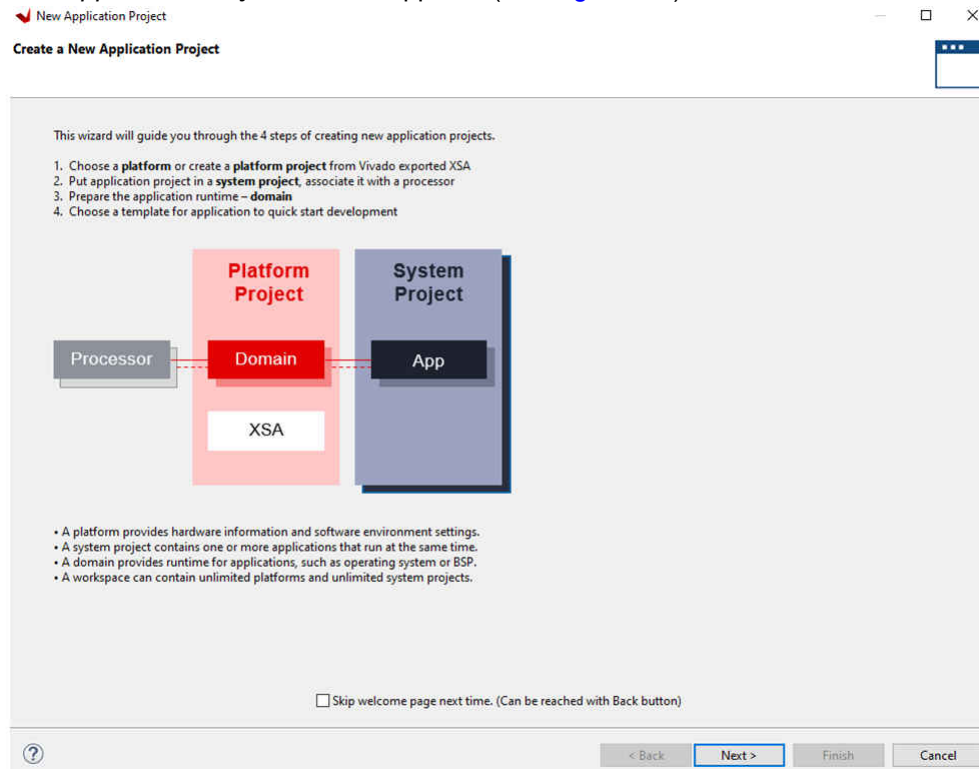 New Application Project
Create a New Application Project
This wizard will guide you through the 4 steps of creating new application projects.
1. Choose a platform or create a platform project from Vivado exported XSA
2. Put application project in a system project, associate it with a processor
3. Prepare the application runtime – domain
4. Choose a template for application to quick start development
Platform
Project
System
Project
Processor
Domain
App
XSA
• A platform provides hardware information and software environment settings.
• A system project contains one or more applications that run at the same time.
• A domain provides runtime for applications, such as operating system or BSP.
• A workspace can contain unlimited platforms and unlimited system projects.
Skip welcome page next time. (Can be reached with Back button)
?
< Back
Next >
Finish
Cancel